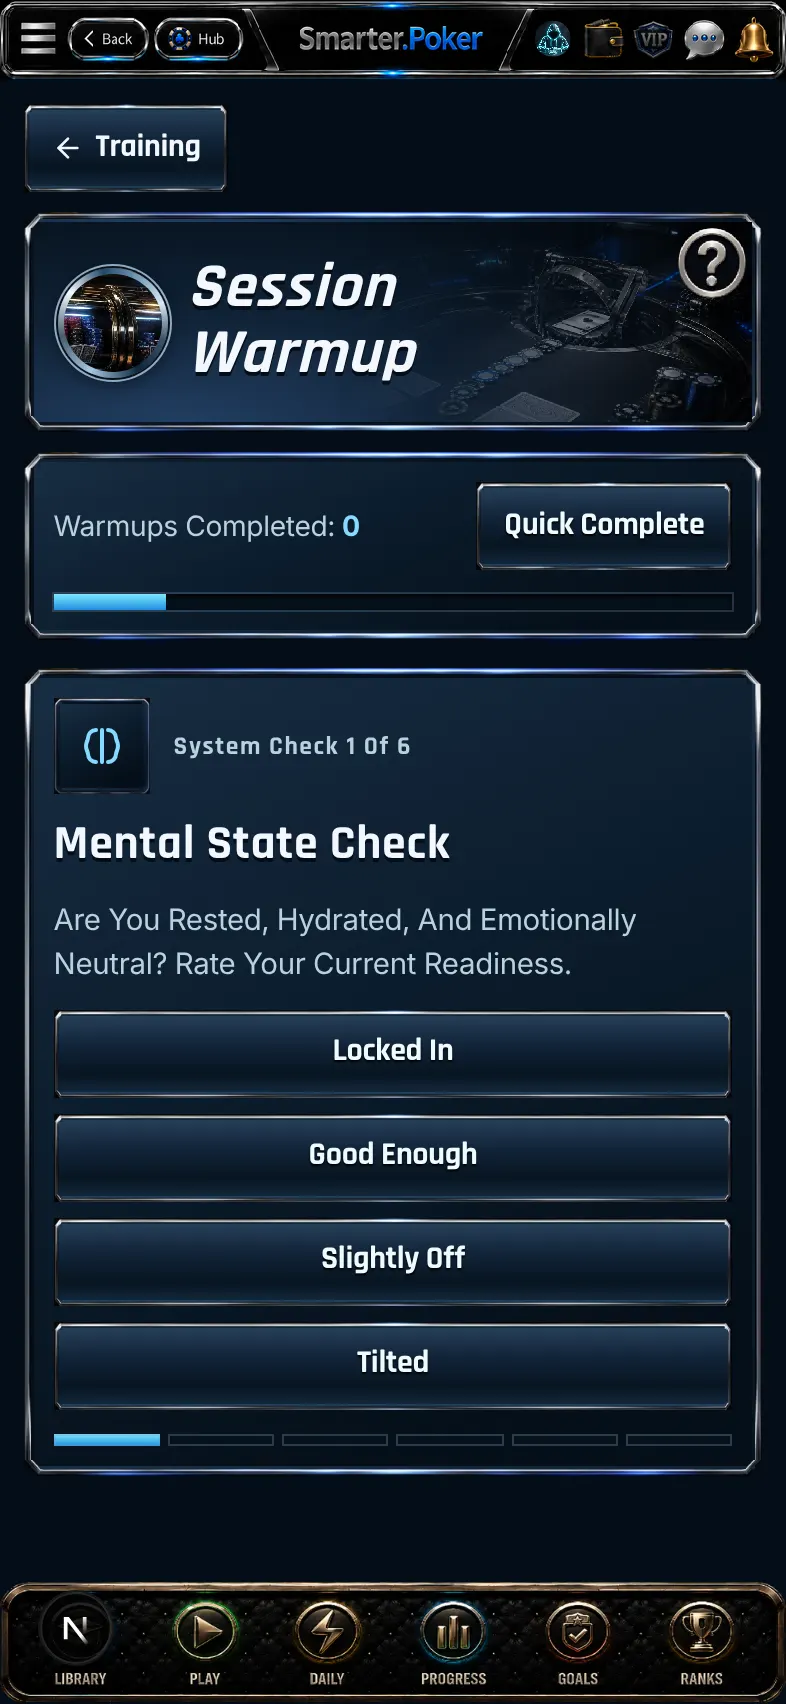 Back
Hub
Smarter.Poker
VIP
Training
?
Session
Warmup
Warmups Completed: 0
Quick Complete
System Check 1 Of 6
Mental State Check
Are You Rested, Hydrated, And Emotionally
Neutral? Rate Your Current Readiness.
Locked In
Good Enough
Slightly Off
Tilted
N
LIBRARY
PLAY
DAILY
PROGRESS
GOALS
RANKS